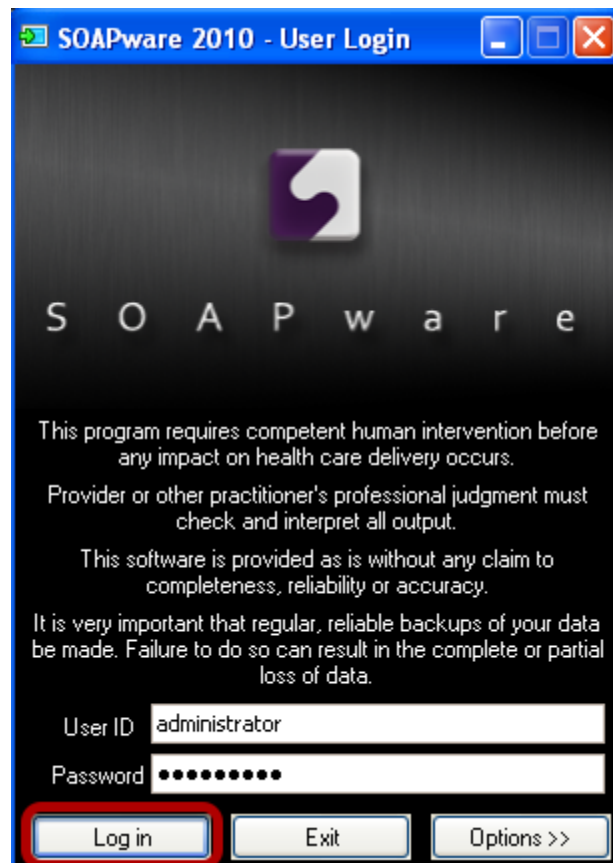 SOAPware 2010 - User Login
S O A P w a r e
This program requires competent human intervention before
any impact on health care delivery occurs.
Provider or other practitioner's professional judgment must
check and interpret all output.
This software is provided as is without any claim to
completeness, reliability or accuracy.
It is very important that regular, reliable backups of your data
be made. Failure to do so can result in the complete or partial
loss of data.
User ID administrator
Password ●●●●●●●●●
Log in Exit Options >>